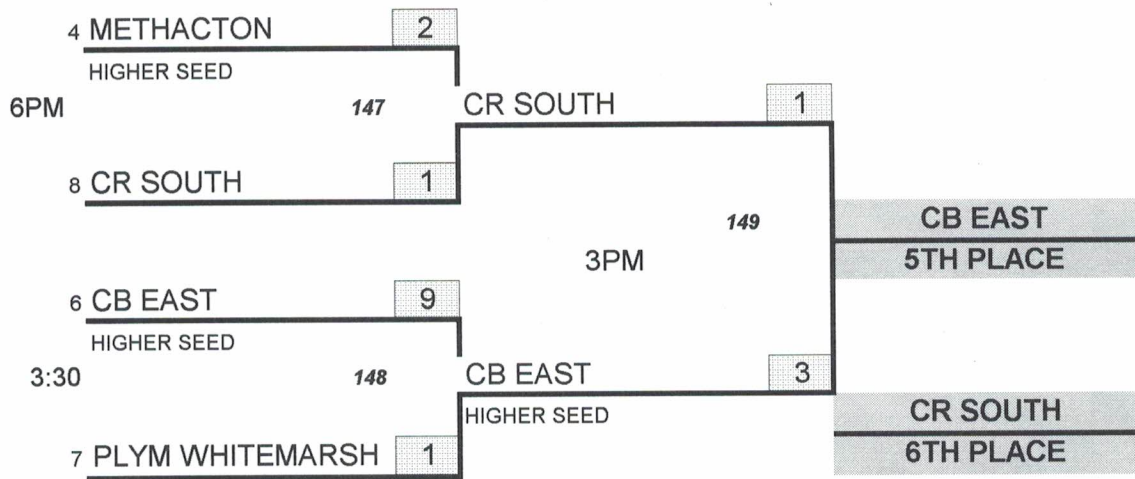 4 METHACTON 2
HIGHER SEED
6PM 147 CR SOUTH 1
8 CR SOUTH 1
149 CB EAST
3PM 5TH PLACE
6 CB EAST 9
HIGHER SEED
3:30 148 CB EAST 3
HIGHER SEED CR SOUTH
7 PLYM WHITEMARSH 1 6TH PLACE